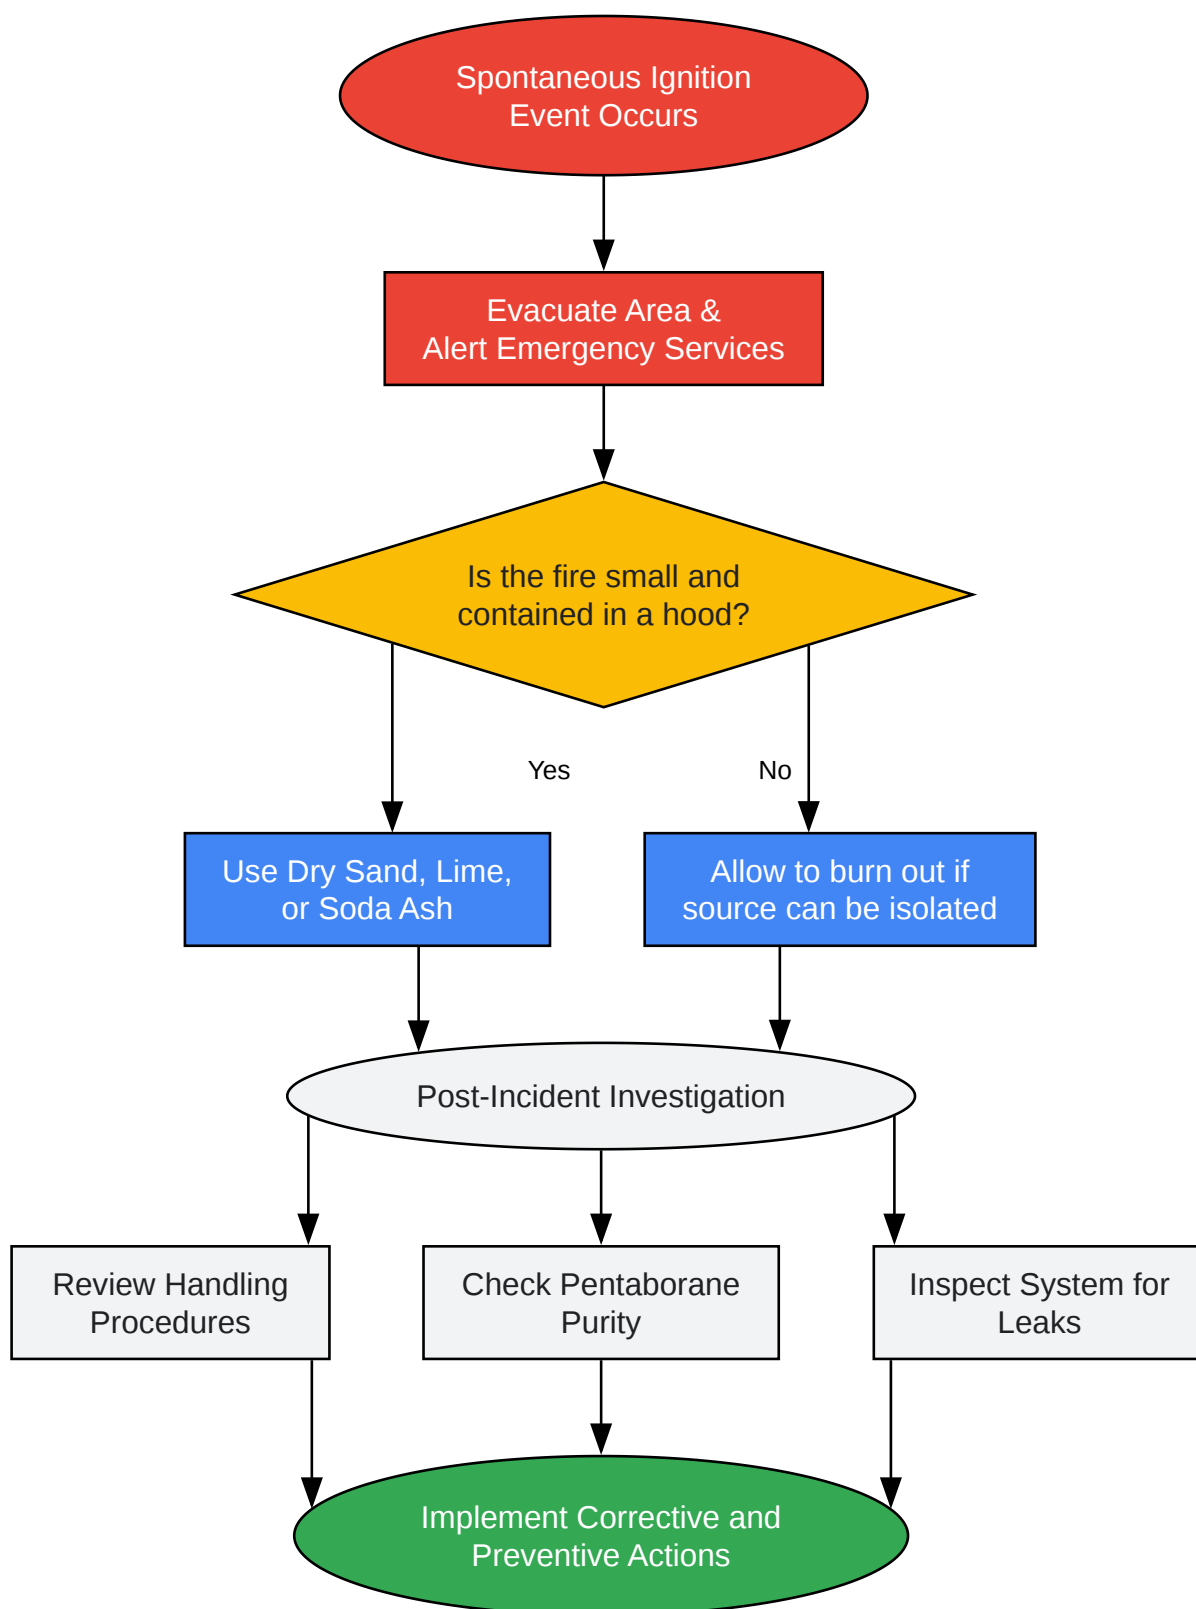 Spontaneous Ignition
Event Occurs
Evacuate Area &
Alert Emergency Services
Is the fire small and
contained in a hood?
Yes
No
Use Dry Sand, Lime,
or Soda Ash
Allow to burn out if
source can be isolated
Post-Incident Investigation
Review Handling
Procedures
Check Pentaborane
Purity
Inspect System for
Leaks
Implement Corrective and
Preventive Actions